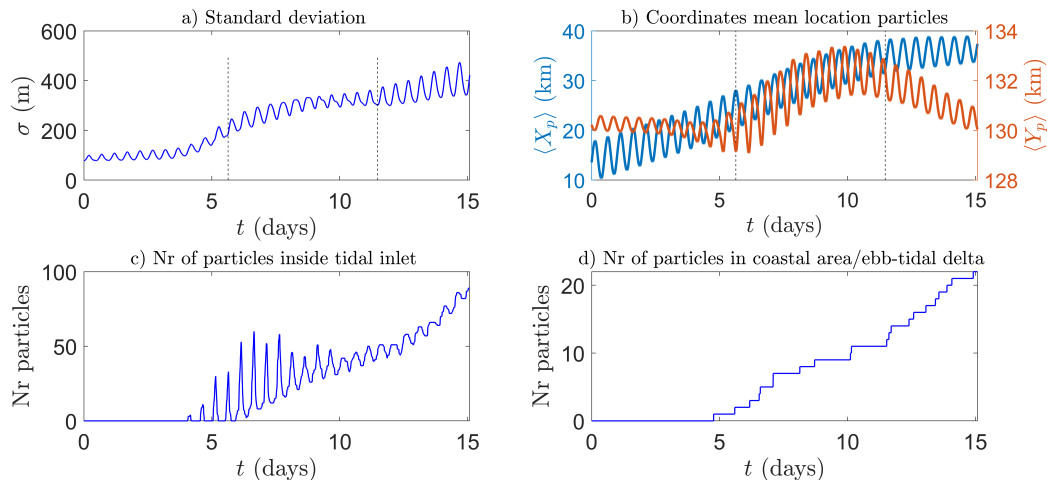 a) Standard deviation
600
400
200
0
σ (m)
0 5 10 15
t (days)
b) Coordinates mean location particles
40
30
20
10
⟨X_p⟩ (km)
134
132
130
128
⟨Y_p⟩ (km)
0 5 10 15
t (days)
c) Nr of particles inside tidal inlet
100
50
0
Nr particles
0 5 10 15
t (days)
d) Nr of particles in coastal area/ebb-tidal delta
20
10
0
Nr particles
0 5 10 15
t (days)